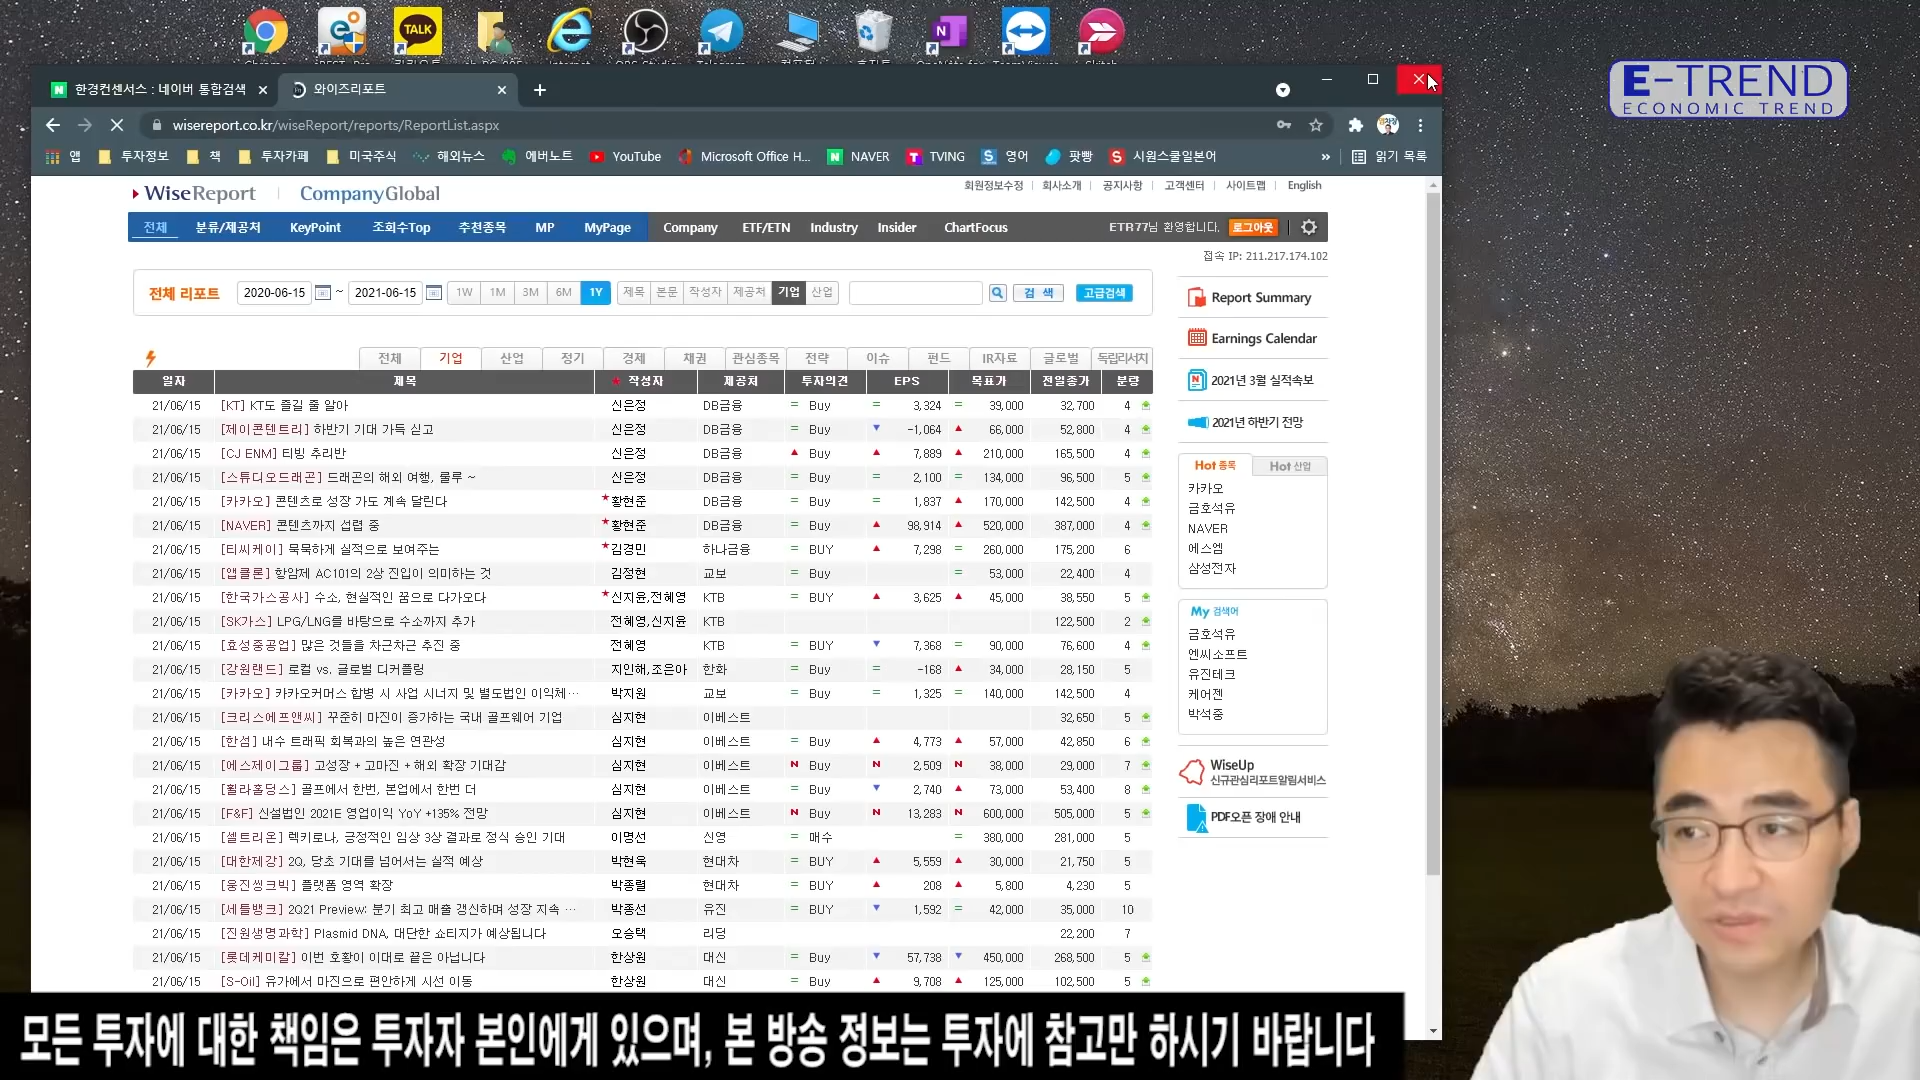 TALK
E-TREND
ECONOMIC TREND
한경컨센서스 : 네이버 통합검색
와이즈리포트
wisereport.co.kr/wiseReport/reports/ReportList.aspx
앱 투자정보 책 투자카페 미국주식 해외뉴스 에버노트 YouTube Microsoft Office H... NAVER TVING 영어 팟빵 시원스쿨일본어 » 읽기 목록
WiseReport CompanyGlobal 회원정보수정 회사소개 공지사항 고객센터 사이트맵 English
전체 분류/제공처 KeyPoint 조회수Top 추천종목 MP MyPage Company ETF/ETN Industry Insider ChartFocus ETR77님 환영합니다. 로그아웃
접속 IP: 211.217.174.102
전체 리포트 2020-06-15 ~ 2021-06-15 1W 1M 3M 6M 1Y 제목 본문 작성자 제공처 기업 산업 검 색 고급검색
전체 기업 산업 정기 경제 채권 관심종목 전략 이슈 펀드 IR자료 글로벌 독립리서치
일자 제목 ★ 작성자 제공처 투자의견 EPS 목표가 전일종가 분량
21/06/15 [KT] KT도 즐길 줄 알아 신은정 DB금융 = Buy = 3,324 = 39,000 32,700 4
21/06/15 [제이콘텐트리] 하반기 기대 가득 싣고 신은정 DB금융 = Buy ▼ -1,064 ▲ 66,000 52,800 4
21/06/15 [CJ ENM] 티빙 추리반 신은정 DB금융 ▲ Buy ▲ 7,889 ▲ 210,000 165,500 4
21/06/15 [스튜디오드래곤] 드래곤의 해외 여행, 룰루 ~ 신은정 DB금융 = Buy = 2,100 = 134,000 96,500 5
21/06/15 [카카오] 콘텐츠로 성장 가도 계속 달린다 ★황현준 DB금융 = Buy = 1,837 ▲ 170,000 142,500 4
21/06/15 [NAVER] 콘텐츠까지 섭렵 중 ★황현준 DB금융 = Buy ▲ 98,914 ▲ 520,000 387,000 4
21/06/15 [티씨케이] 묵묵하게 실적으로 보여주는 ★김경민 하나금융 = BUY ▲ 7,298 = 260,000 175,200 6
21/06/15 [앱클론] 항암제 AC101의 2상 진입이 의미하는 것 김정현 교보 = Buy = 53,000 22,400 4
21/06/15 [한국가스공사] 수소, 현실적인 꿈으로 다가오다 ★신지윤,전혜영 KTB = BUY ▲ 3,625 ▲ 45,000 38,550 5
21/06/15 [SK가스] LPG/LNG를 바탕으로 수소까지 추가 전혜영,신지윤 KTB 122,500 2
21/06/15 [효성중공업] 많은 것들을 차근차근 추진 중 전혜영 KTB = BUY ▼ 7,368 = 90,000 76,600 4
21/06/15 [강원랜드] 로컬 vs. 글로벌 디커플링 지인해,조은아 한화 = Buy = -168 ▲ 34,000 28,150 5
21/06/15 [카카오] 카카오커머스 합병 시 사업 시너지 및 별도법인 이익체… 박지원 교보 = Buy = 1,325 = 140,000 142,500 4
21/06/15 [크리스에프앤씨] 꾸준히 마진이 증가하는 국내 골프웨어 기업 심지현 이베스트 32,650 5
21/06/15 [한섬] 내수 트래픽 회복과의 높은 연관성 심지현 이베스트 = Buy ▲ 4,773 ▲ 57,000 42,850 6
21/06/15 [에스제이그룹] 고성장 + 고마진 + 해외 확장 기대감 심지현 이베스트 N Buy N 2,509 N 38,000 29,000 7
21/06/15 [휠라홀딩스] 골프에서 한번, 본업에서 한번 더 심지현 이베스트 = Buy ▼ 2,740 ▲ 73,000 53,400 8
21/06/15 [F&F] 신설법인 2021E 영업이익 YoY +135% 전망 심지현 이베스트 N Buy N 13,283 N 600,000 505,000 5
21/06/15 [셀트리온] 렉키로나, 긍정적인 임상 3상 결과로 정식 승인 기대 이명선 신영 = 매수 = 380,000 281,000 5
21/06/15 [대한제강] 2Q, 당초 기대를 넘어서는 실적 예상 박현욱 현대차 = BUY ▲ 5,559 ▲ 30,000 21,750 5
21/06/15 [웅진씽크빅] 플랫폼 영역 확장 박종렬 현대차 = BUY ▲ 208 ▲ 5,800 4,230 5
21/06/15 [세틀뱅크] 2Q21 Preview: 분기 최고 매출 갱신하며 성장 지속 … 박종선 유진 = BUY ▼ 1,592 = 42,000 35,000 10
21/06/15 [진원생명과학] Plasmid DNA, 대단한 쇼티지가 예상됩니다 오승택 리딩 22,200 7
21/06/15 [롯데케미칼] 이번 호황이 이대로 끝은 아닙니다 한상원 대신 = Buy ▼ 57,738 ▼ 450,000 268,500 5
21/06/15 [S-Oil] 유가에서 마진으로 편안하게 시선 이동 한상원 대신 = Buy ▲ 9,708 ▲ 125,000 102,500 5
Report Summary
Earnings Calendar
2021년 3월 실적속보
2021년 하반기 전망
Hot 종목 Hot 산업
카카오
금호석유
NAVER
에스엠
삼성전자
My 검색어
금호석유
엔씨소프트
유진테크
케어젠
박석중
WiseUp
신규관심리포트알림서비스
PDF오픈 장애 안내
모든 투자에 대한 책임은 투자자 본인에게 있으며, 본 방송 정보는 투자에 참고만 하시기 바랍니다